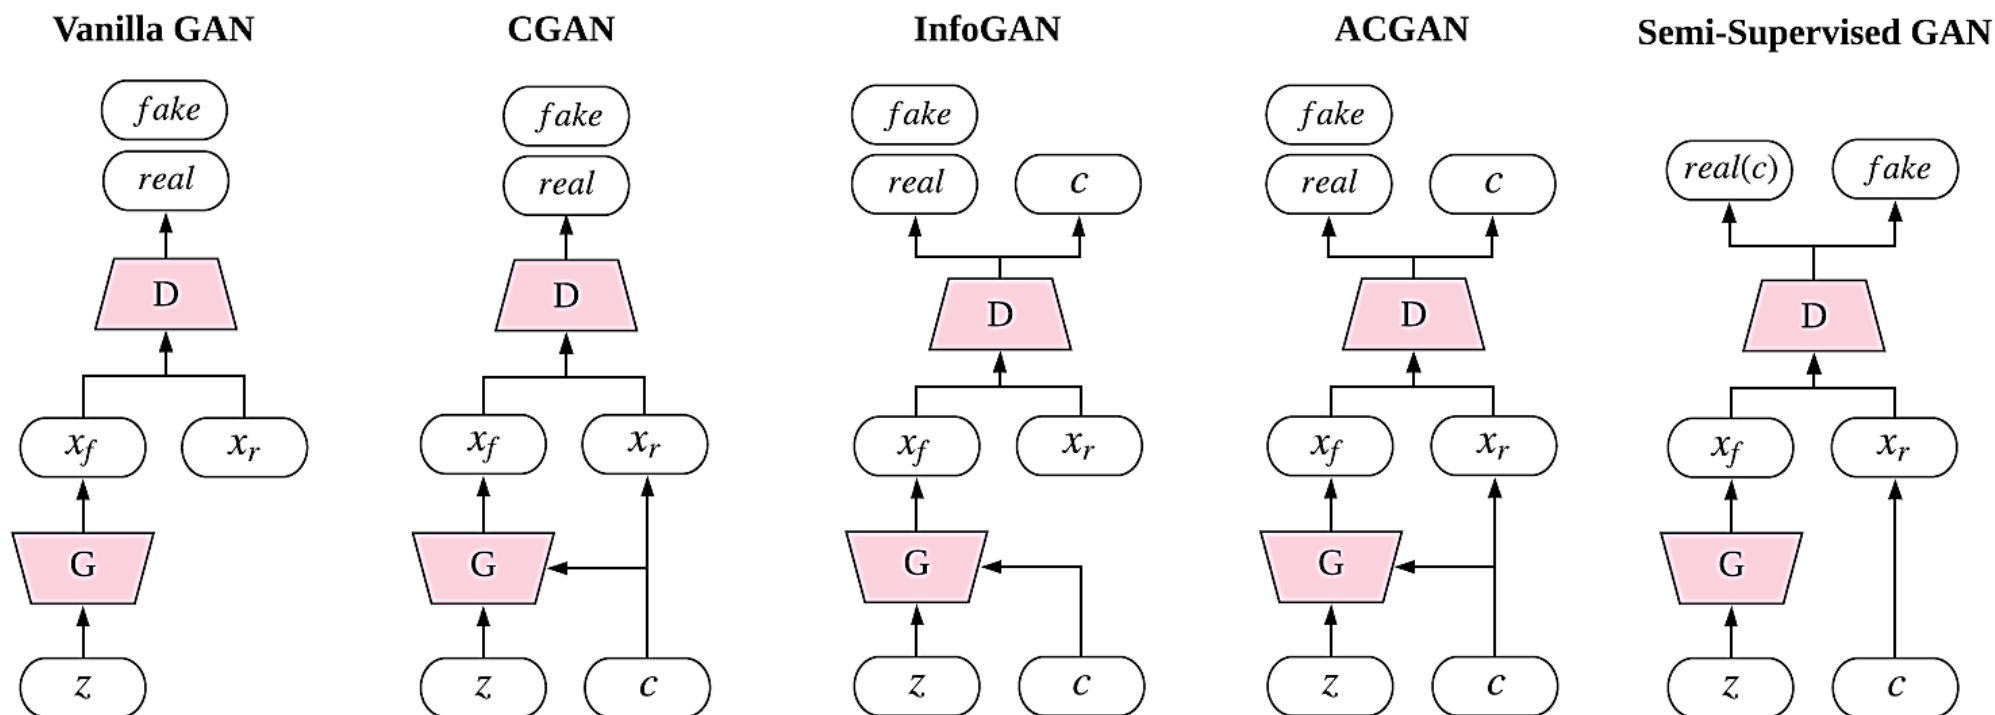 Vanilla GAN
fake
real
D
x_f x_r
G
z
CGAN
fake
real
D
x_f x_r
G
z c
InfoGAN
fake
real c
D
x_f x_r
G
z c
ACGAN
fake
real c
D
x_f x_r
G
z c
Semi-Supervised GAN
real(c) fake
D
x_f x_r
G
z c